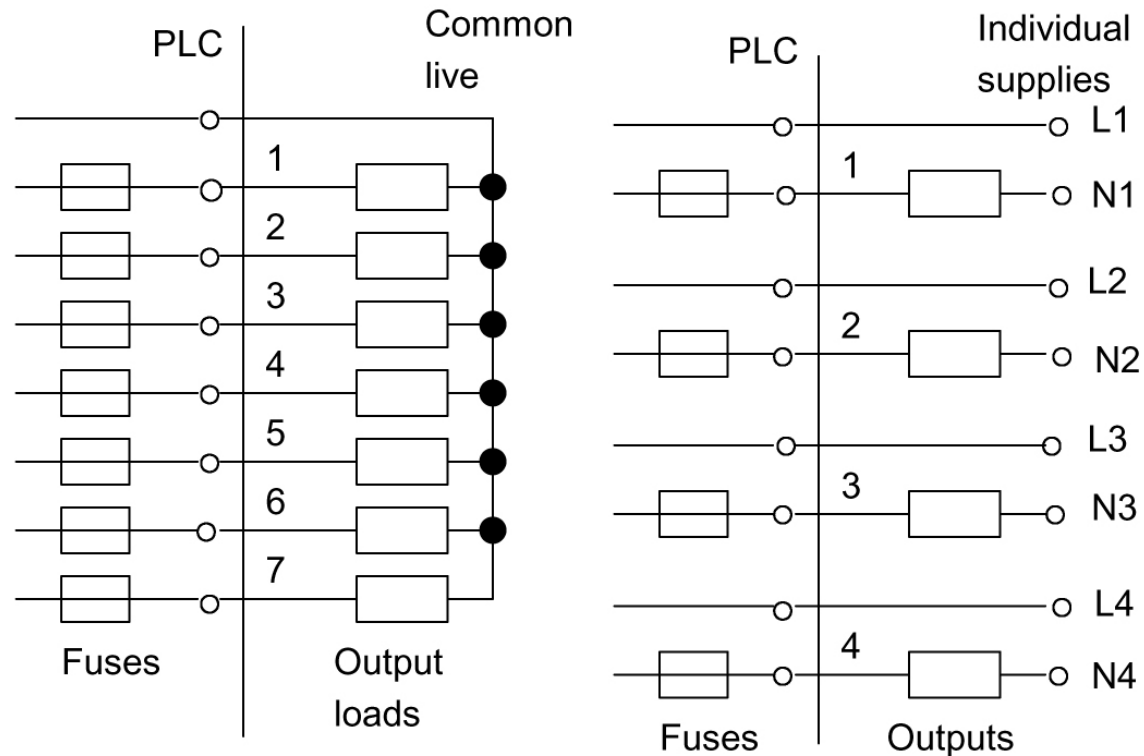 PLC
Common
live
1
2
3
4
5
6
7
Fuses
Output
loads
PLC
Individual
supplies
L1
1
N1
L2
2
N2
L3
3
N3
L4
4
N4
Fuses
Outputs